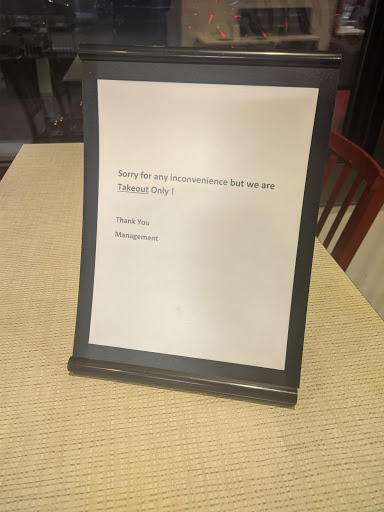 Sorry for any inconvenience but we are
Takeout Only !
Thank You
Management